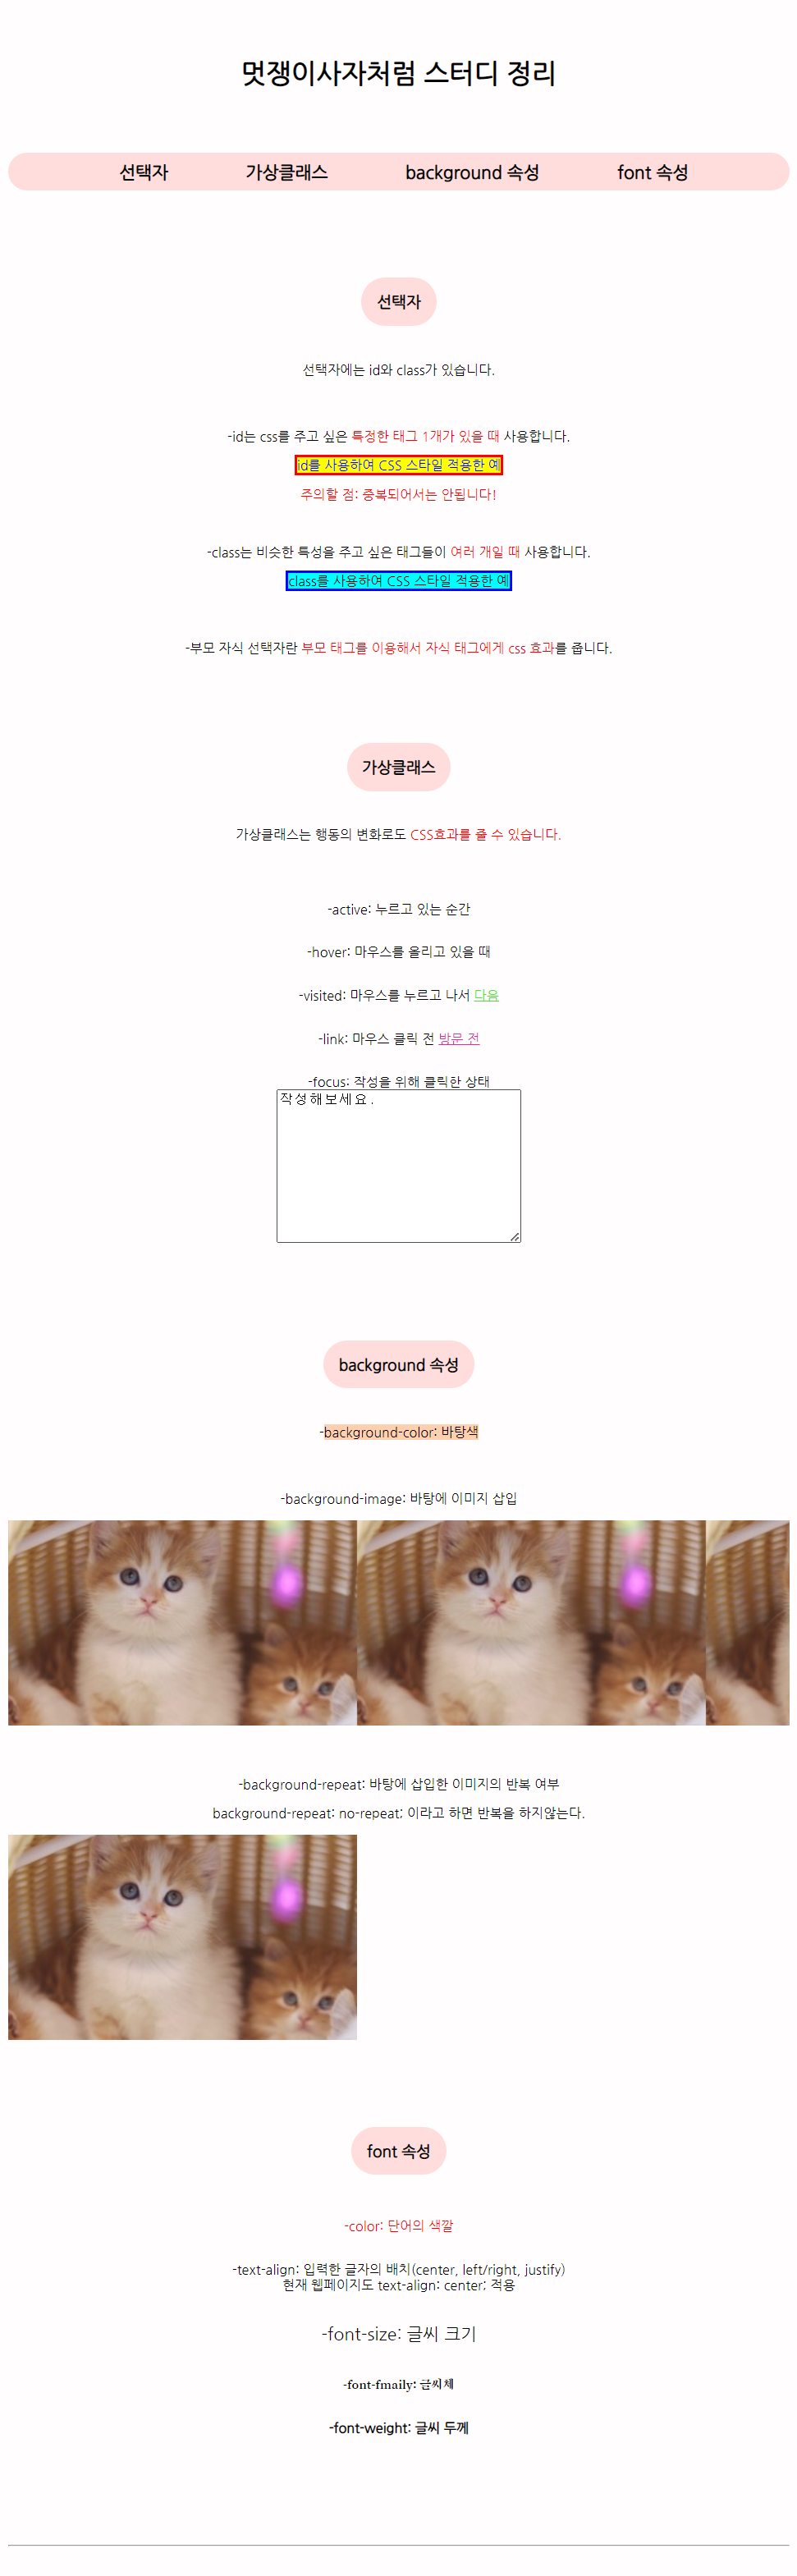 멋쟁이사자처럼 스터디 정리
선택자 가상클래스 background 속성 font 속성
선택자
선택자에는 id와 class가 있습니다.
-id는 css를 주고 싶은 특정한 태그 1개가 있을 때 사용합니다.
id를 사용하여 CSS 스타일 적용한 예
주의할 점: 중복되어서는 안됩니다!
-class는 비슷한 특성을 주고 싶은 태그들이 여러 개일 때 사용합니다.
class를 사용하여 CSS 스타일 적용한 예
-부모 자식 선택자란 부모 태그를 이용해서 자식 태그에게 css 효과를 줍니다.
가상클래스
가상클래스는 행동의 변화로도 CSS효과를 줄 수 있습니다.
-active: 누르고 있는 순간
-hover: 마우스를 올리고 있을 때
-visited: 마우스를 누르고 나서 다음
-link: 마우스 클릭 전 방문 전
-focus: 작성을 위해 클릭한 상태
작성해보세요.
background 속성
-background-color: 바탕색
-background-image: 바탕에 이미지 삽입
-background-repeat: 바탕에 삽입한 이미지의 반복 여부
background-repeat: no-repeat; 이라고 하면 반복을 하지않는다.
font 속성
-color: 단어의 색깔
-text-align: 입력한 글자의 배치(center, left/right, justify)
현재 웹페이지도 text-align: center; 적용
-font-size: 글씨 크기
-font-fmaily: 글씨체
-font-weight: 글씨 두께